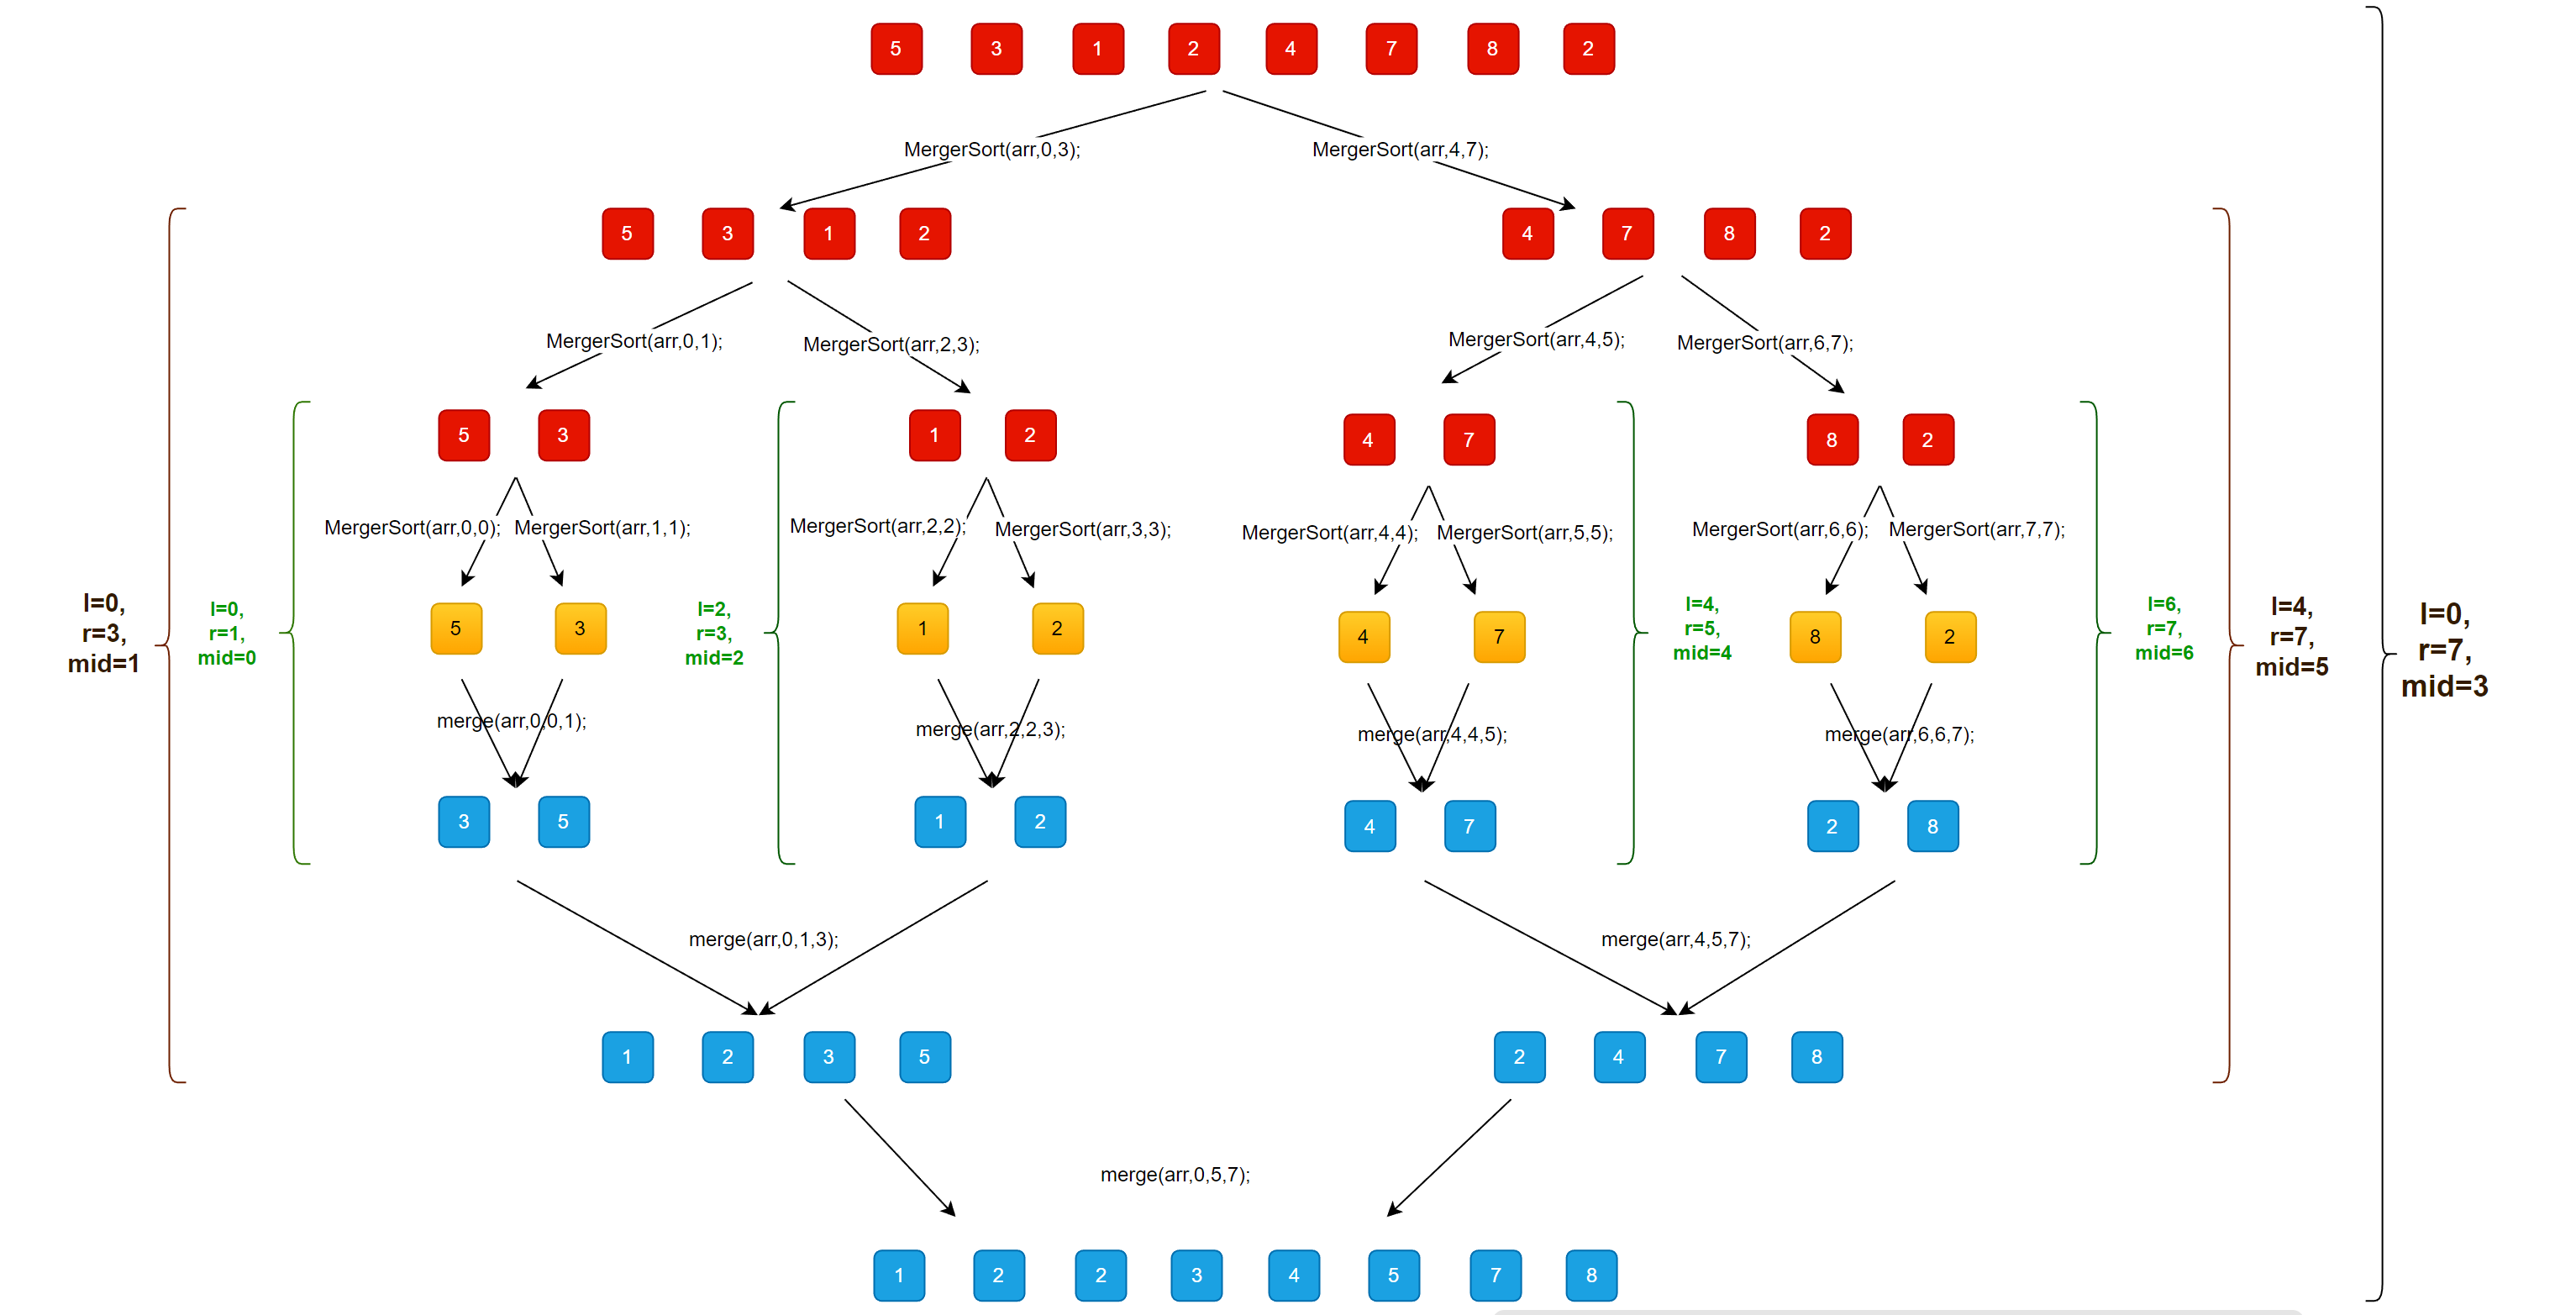 5 3 1 2 4 7 8 2
MergerSort(arr,0,3); MergerSort(arr,4,7);
5 3 1 2 4 7 8 2
MergerSort(arr,0,1); MergerSort(arr,2,3); MergerSort(arr,4,5); MergerSort(arr,6,7);
5 3 1 2 4 7 8 2
MergerSort(arr,0,0); MergerSort(arr,1,1); MergerSort(arr,2,2); MergerSort(arr,3,3); MergerSort(arr,4,4); MergerSort(arr,5,5); MergerSort(arr,6,6); MergerSort(arr,7,7);
l=0,
r=3,
mid=1
l=0,
r=1,
mid=0
5 3
l=2,
r=3,
mid=2
1 2 4 7
l=4,
r=5,
mid=4
8 2
l=6,
r=7,
mid=6
l=4,
r=7,
mid=5
l=0,
r=7,
mid=3
merge(arr,0,0,1); merge(arr,2,2,3); merge(arr,4,4,5); merge(arr,6,6,7);
3 5 1 2 4 7 2 8
merge(arr,0,1,3); merge(arr,4,5,7);
1 2 3 5 2 4 7 8
merge(arr,0,5,7);
1 2 2 3 4 5 7 8